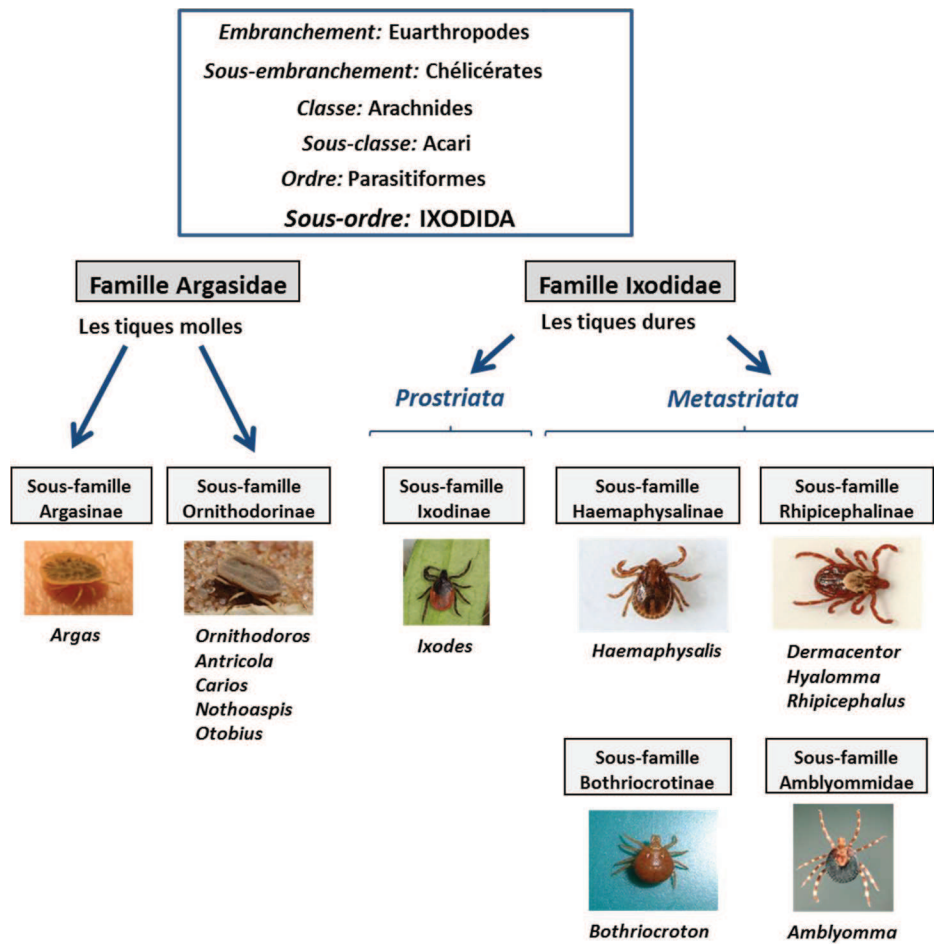 Embranchement: Euarthropodes
Sous-embranchement: Chélicérates
Classe: Arachnides
Sous-classe: Acari
Ordre: Parasitiformes
Sous-ordre: IXODIDA
Famille Argasidae
Les tiques molles
Famille Ixodidae
Les tiques dures
Prostriata
Metastriata
Sous-famille
Argasinae
Argas
Sous-famille
Ornithodorinae
Ornithodoros
Antricola
Carios
Nothoaspis
Otobius
Sous-famille
Ixodinae
Ixodes
Sous-famille
Haemaphysalinae
Haemaphysalis
Sous-famille
Rhipicephalinae
Dermacentor
Hyalomma
Rhipicephalus
Sous-famille
Bothriocrotinae
Bothriocroton
Sous-famille
Amblyommidae
Amblyomma